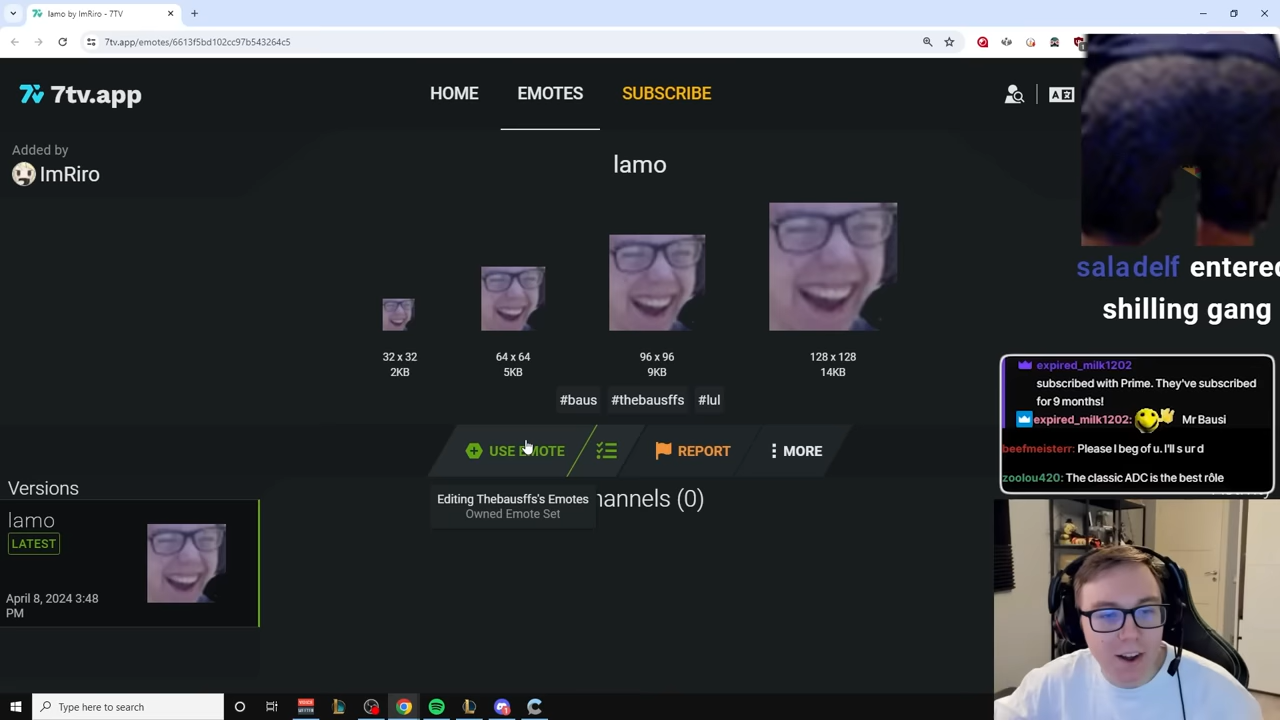 lamo by ImRiro - 7TV
7tv.app/emotes/6613f5bd102cc97b543264c5
7tv.app
HOME
EMOTES
SUBSCRIBE
Added by
ImRiro
lamo
32 x 32
2KB
64 x 64
5KB
96 x 96
9KB
128 x 128
14KB
#baus
#thebausffs
#lul
USE EMOTE
REPORT
MORE
Editing Thebausffs's Emotes
Owned Emote Set
hannels (0)
Versions
lamo
LATEST
April 8, 2024 3:48
PM
saladelf entered
shilling gang
expired_milk1202
subscribed with Prime. They've subscribed
for 9 months!
expired_milk1202: Mr Bausi
beefmeisterr: Please I beg of u. I'll s ur d
zoolou420: The classic ADC is the best rôle
Type here to search